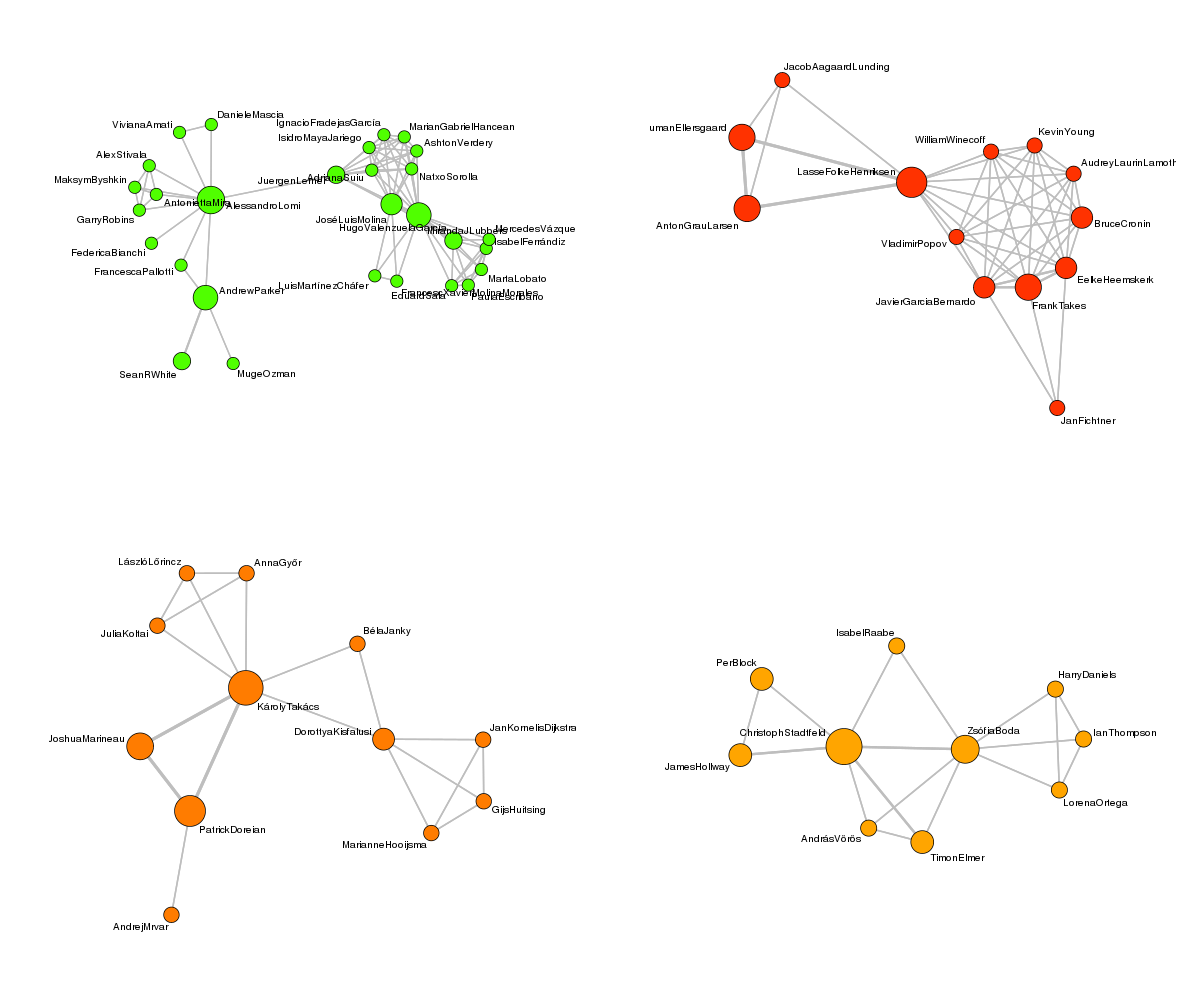 DanieleMascia
VivianaAmati
AlexStivala
MaksymByshkin
AntoniettaMira
GarryRobins
AlessandroLomi
FedericaBianchi
FrancescaPallotti
AndrewParker
SeanRWhite
MugeOzman
IgnacioFradejasGarcía
MarianGabrielHancean
IsidroMayaJariego
AshtonVerdery
JuergenLerner
AdrianaSuiu
NatxoSorolla
JoséLuisMolina
HugoValenzuelaGarcía
MirandaJLubbers
MercedesVázque
IsabelFerrándiz
MartaLobato
LuisMartínezCháfer
EduardSala
FrancescXavierMolinaMorales
PaulaEscribano
JacobAagaardLunding
umanEllersgaard
AntonGrauLarsen
LasseFolkeHenriksen
WilliamWinecoff
KevinYoung
AudreyLaurinLamoth
BruceCronin
VladimirPopov
EelkeHeemskerk
JavierGarciaBernardo
FrankTakes
JanFichtner
LászlóLőrincz
AnnaGyőr
JuliaKoltai
BélaJanky
KárolyTakács
DorottyaKisfalusi
JanKornelisDijkstra
JoshuaMarineau
GijsHuitsing
PatrickDoreian
MarianneHooijsma
AndrejMrvar
IsabelRaabe
PerBlock
HarryDaniels
ChristophStadtfeld
ZsófiaBoda
IanThompson
JamesHollway
LorenaOrtega
AndrásVörös
TimonElmer